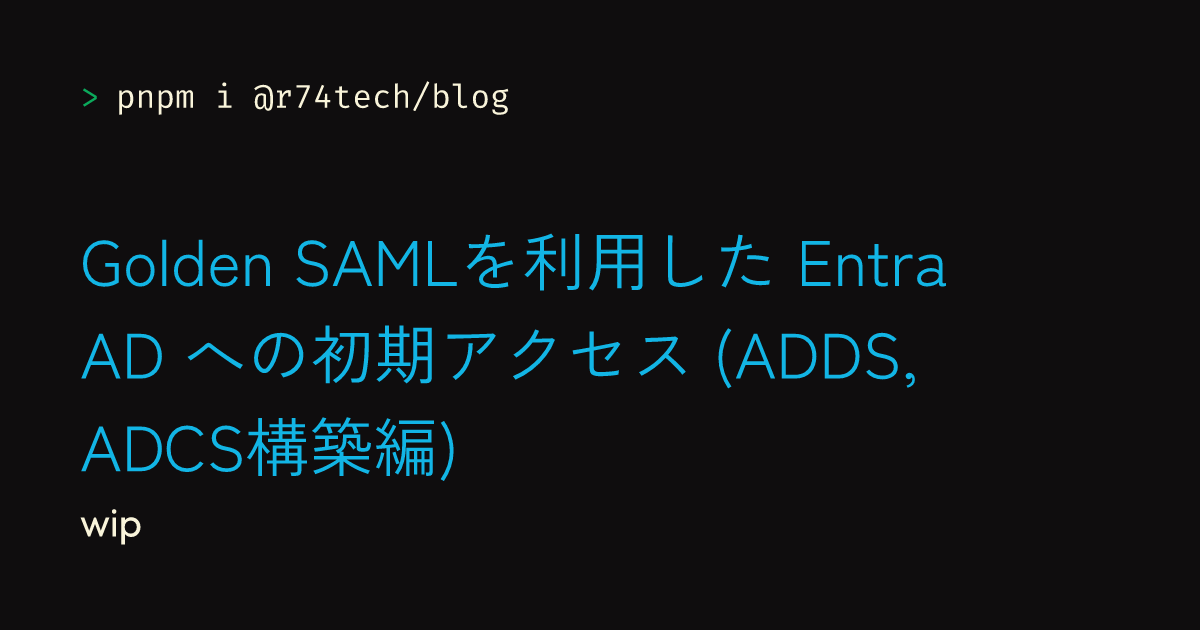 > pnpm i @r74tech/blog
Golden SAMLを利用した Entra
AD への初期アクセス (ADDS,
ADCS構築編)
wip